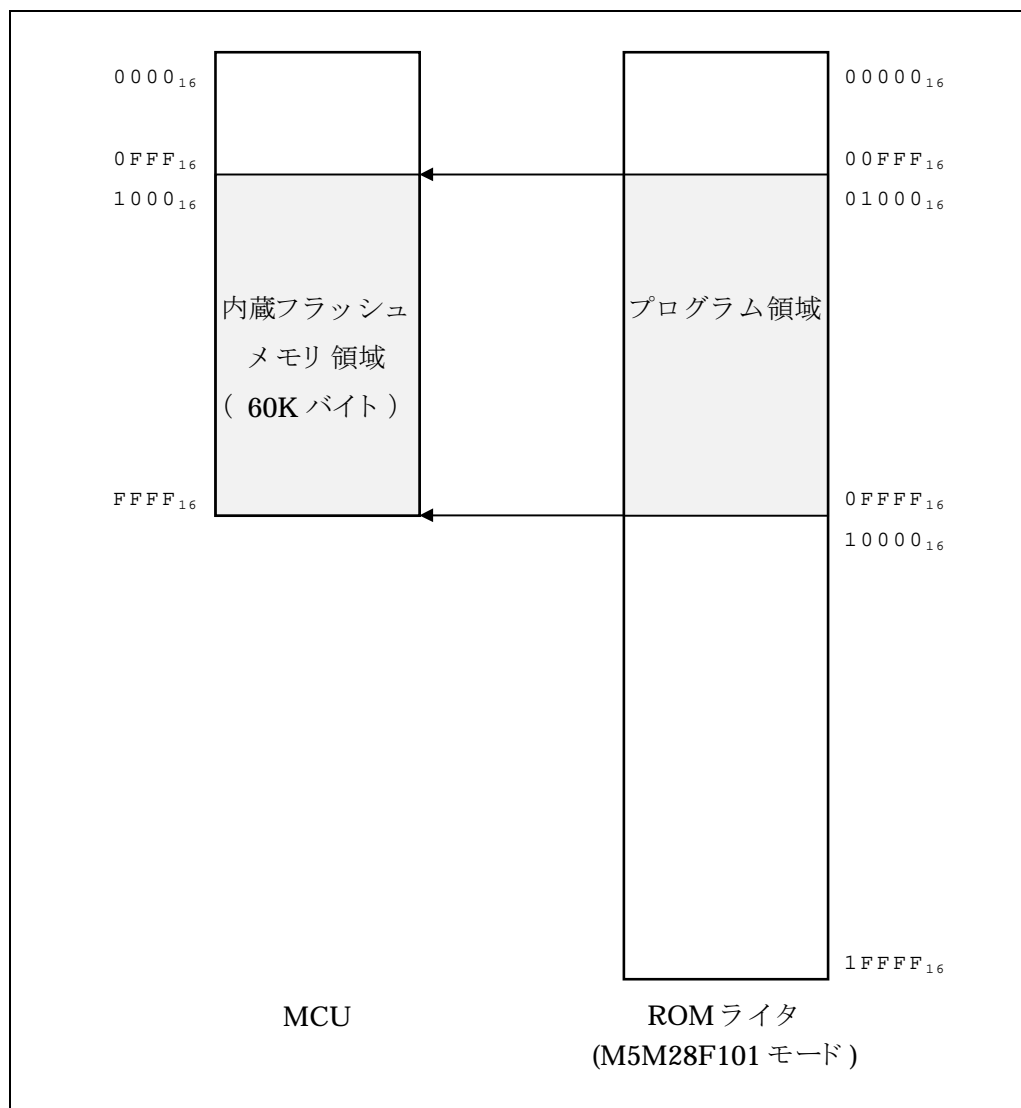 0000₁₆
0FFF₁₆
1000₁₆
内蔵フラッシュ
メモリ領域
( 60K バイト )
FFFF₁₆
MCU
00000₁₆
00FFF₁₆
01000₁₆
プログラム領域
0FFFF₁₆
10000₁₆
1FFFF₁₆
ROMライタ
(M5M28F101 モード)